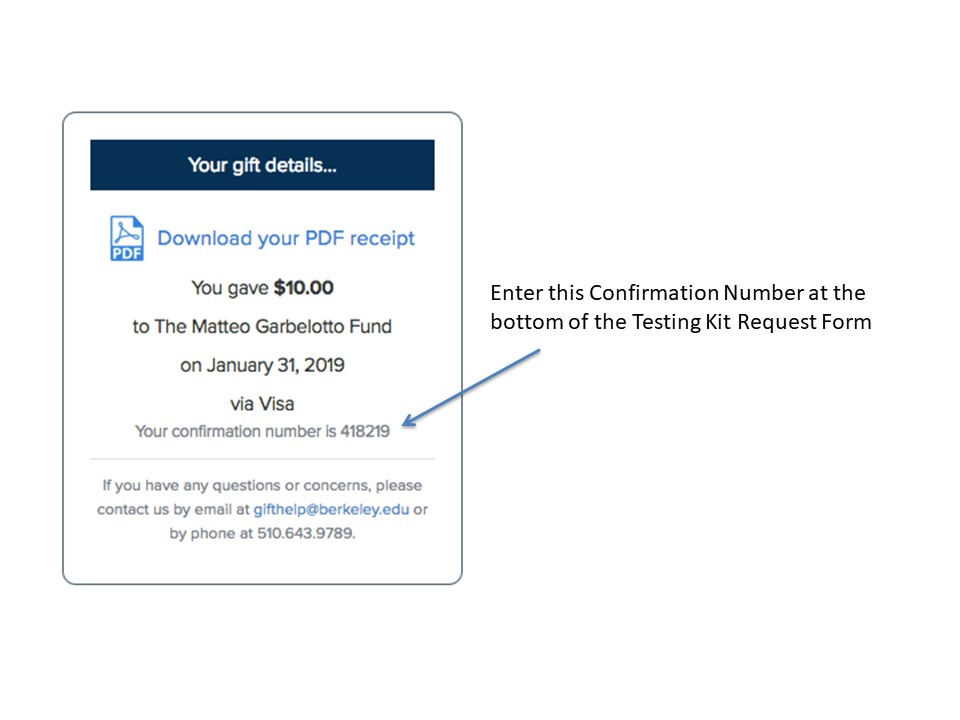 Your gift details...
PDF
Download your PDF receipt
You gave $10.00
to The Matteo Garbelotto Fund
on January 31, 2019
via Visa
Your confirmation number is 418219
If you have any questions or concerns, please
contact us by email at gifthelp@berkeley.edu or
by phone at 510.643.9789.
Enter this Confirmation Number at the
bottom of the Testing Kit Request Form